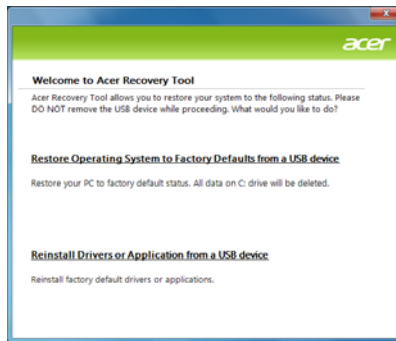 acer
Welcome to Acer Recovery Tool
Acer Recovery Tool allows you to restore your system to the following status. Please
DO NOT remove the USB device while proceeding. What would you like to do?
Restore Operating System to Factory Defaults from a USB device
Restore your PC to factory default status. All data on C: drive will be deleted.
Reinstall Drivers or Application from a USB device
Reinstall factory default drivers or applications.